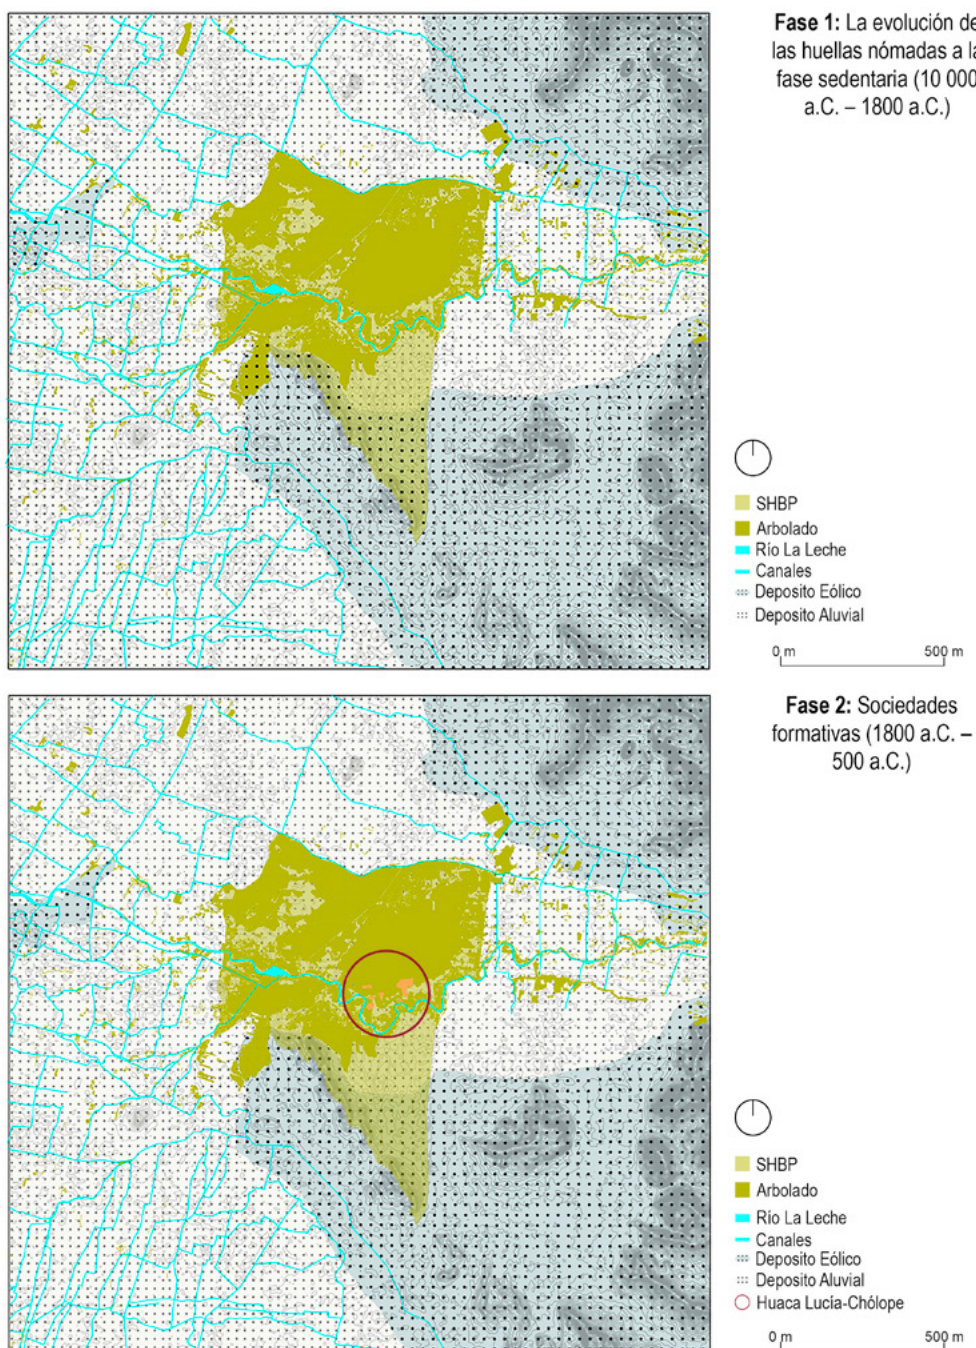 Fase 1: La evolución de
las huellas nómadas a la
fase sedentaria (10 000
a.C. – 1800 a.C.)
SHBP
Arbolado
Río La Leche
Canales
Deposito Eólico
Deposito Aluvial
0 m 500 m
Fase 2: Sociedades
formativas (1800 a.C. –
500 a.C.)
SHBP
Arbolado
Río La Leche
Canales
Deposito Eólico
Deposito Aluvial
Huaca Lucía-Chólope
0 m 500 m